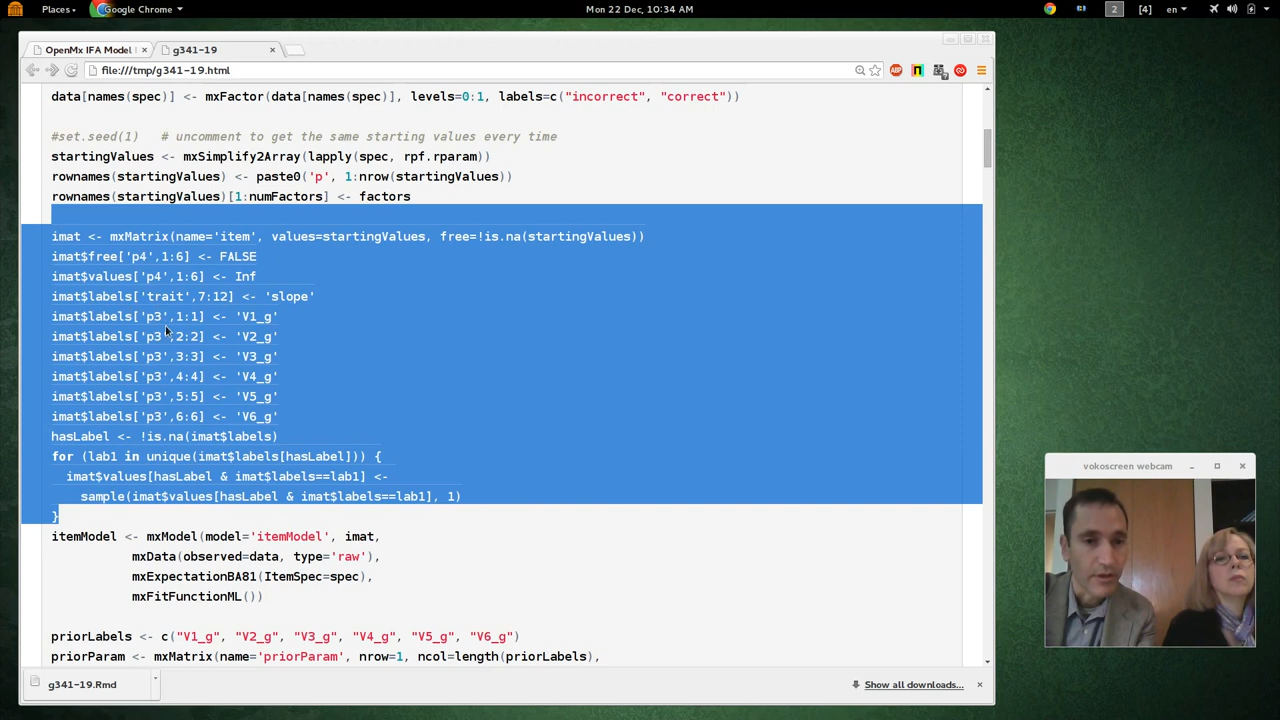 Places
Google Chrome
Mon 22 Dec, 10:34 AM
2
[4]
en
OpenMx IFA Model
g341-19
file:///tmp/g341-19.html
ABP
data[names(spec)] <- mxFactor(data[names(spec)], levels=0:1, labels=c("incorrect", "correct"))
#set.seed(1)   # uncomment to get the same starting values every time
startingValues <- mxSimplify2Array(lapply(spec, rpf.rparam))
rownames(startingValues) <- paste0('p', 1:nrow(startingValues))
rownames(startingValues)[1:numFactors] <- factors
imat <- mxMatrix(name='item', values=startingValues, free=!is.na(startingValues))
imat$free['p4',1:6] <- FALSE
imat$values['p4',1:6] <- Inf
imat$labels['trait',7:12] <- 'slope'
imat$labels['p3',1:1] <- 'V1_g'
imat$labels['p3',2:2] <- 'V2_g'
imat$labels['p3',3:3] <- 'V3_g'
imat$labels['p3',4:4] <- 'V4_g'
imat$labels['p3',5:5] <- 'V5_g'
imat$labels['p3',6:6] <- 'V6_g'
hasLabel <- !is.na(imat$labels)
for (lab1 in unique(imat$labels[hasLabel])) {
  imat$values[hasLabel & imat$labels==lab1] <-
    sample(imat$values[hasLabel & imat$labels==lab1], 1)
}
itemModel <- mxModel(model='itemModel', imat,
           mxData(observed=data, type='raw'),
           mxExpectationBA81(ItemSpec=spec),
           mxFitFunctionML())
priorLabels <- c("V1_g", "V2_g", "V3_g", "V4_g", "V5_g", "V6_g")
priorParam <- mxMatrix(name='priorParam', nrow=1, ncol=length(priorLabels),
vokoscreen webcam
g341-19.Rmd
Show all downloads...